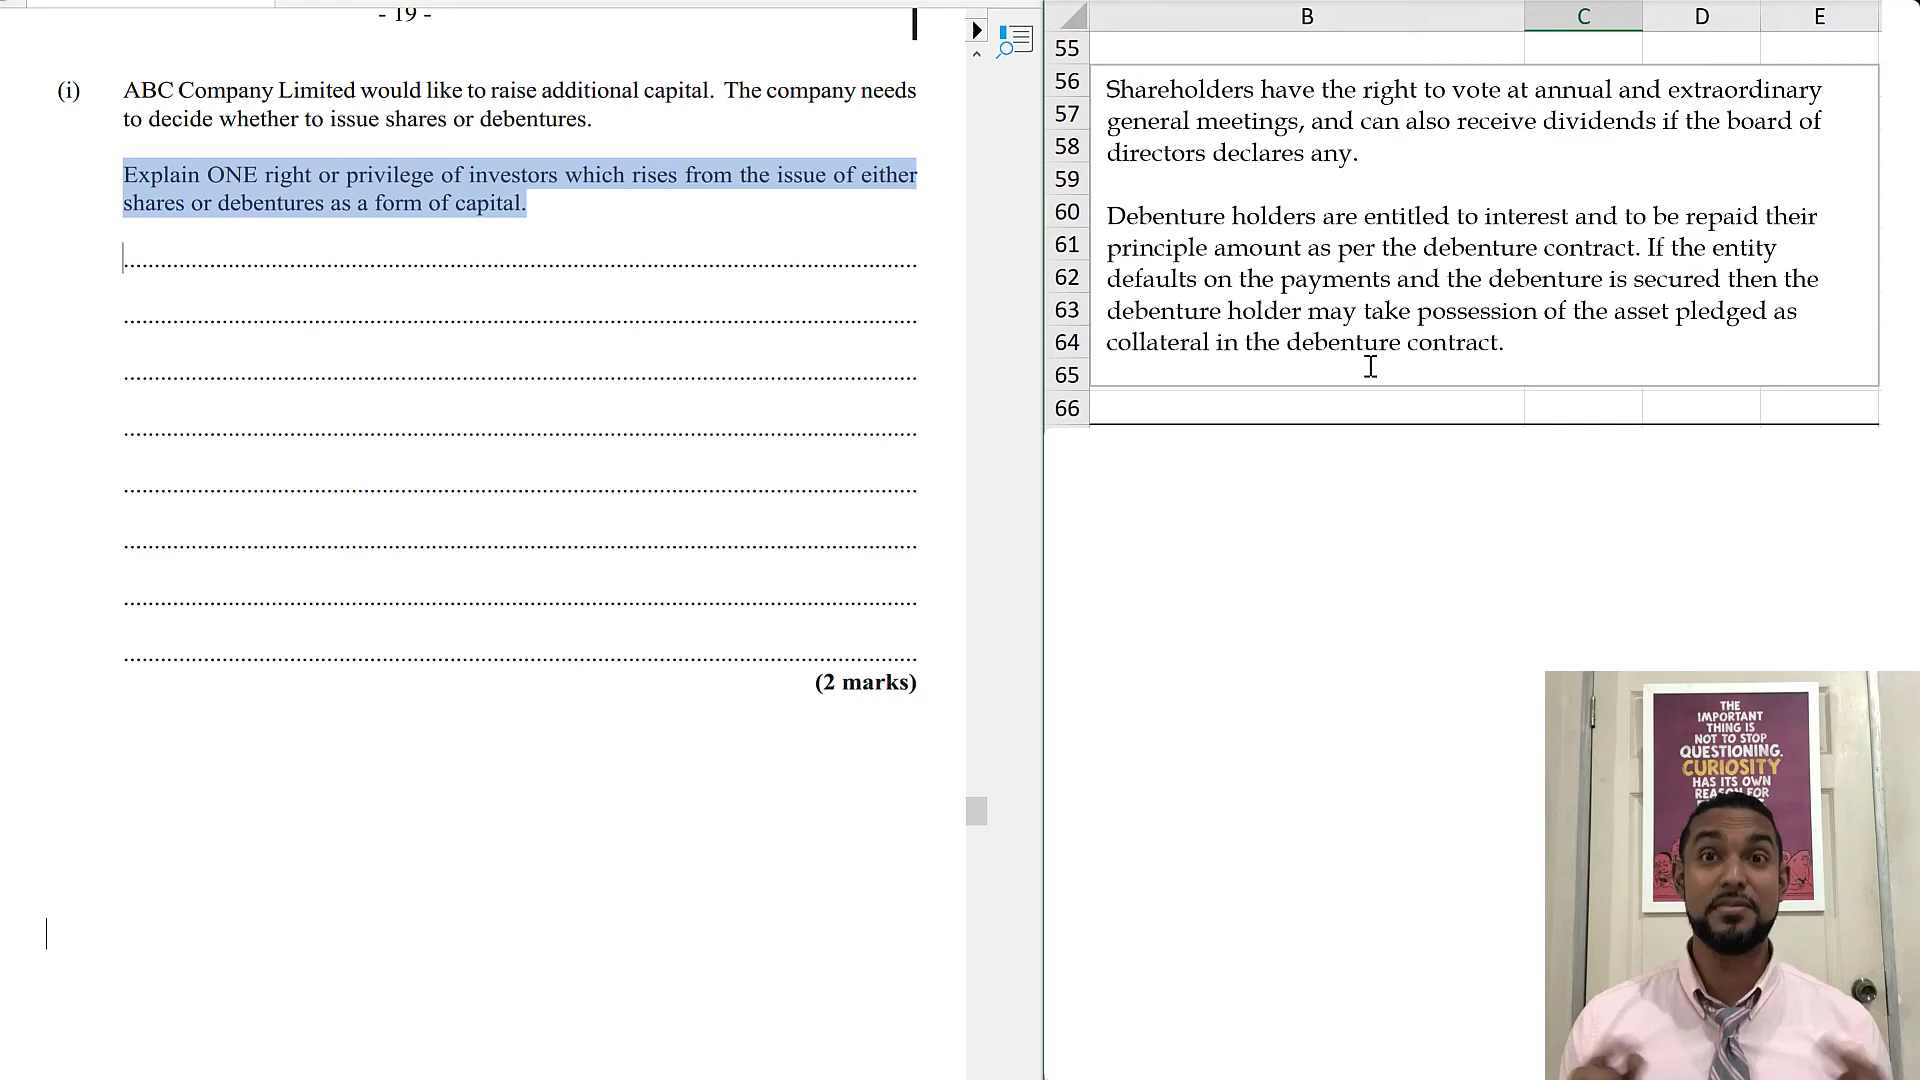 - 19 -
(i) ABC Company Limited would like to raise additional capital. The company needs
to decide whether to issue shares or debentures.
Explain ONE right or privilege of investors which rises from the issue of either
shares or debentures as a form of capital.
................................................................
................................................................
................................................................
................................................................
................................................................
................................................................
................................................................
................................................................
(2 marks)
B C D E
55
56
57
58
59
60
61
62
63
64
65
66
Shareholders have the right to vote at annual and extraordinary
general meetings, and can also receive dividends if the board of
directors declares any.
Debenture holders are entitled to interest and to be repaid their
principle amount as per the debenture contract. If the entity
defaults on the payments and the debenture is secured then the
debenture holder may take possession of the asset pledged as
collateral in the debenture contract.
THE
IMPORTANT
THING IS
NOT TO STOP
QUESTIONING.
CURIOSITY
HAS ITS OWN
REASON FOR